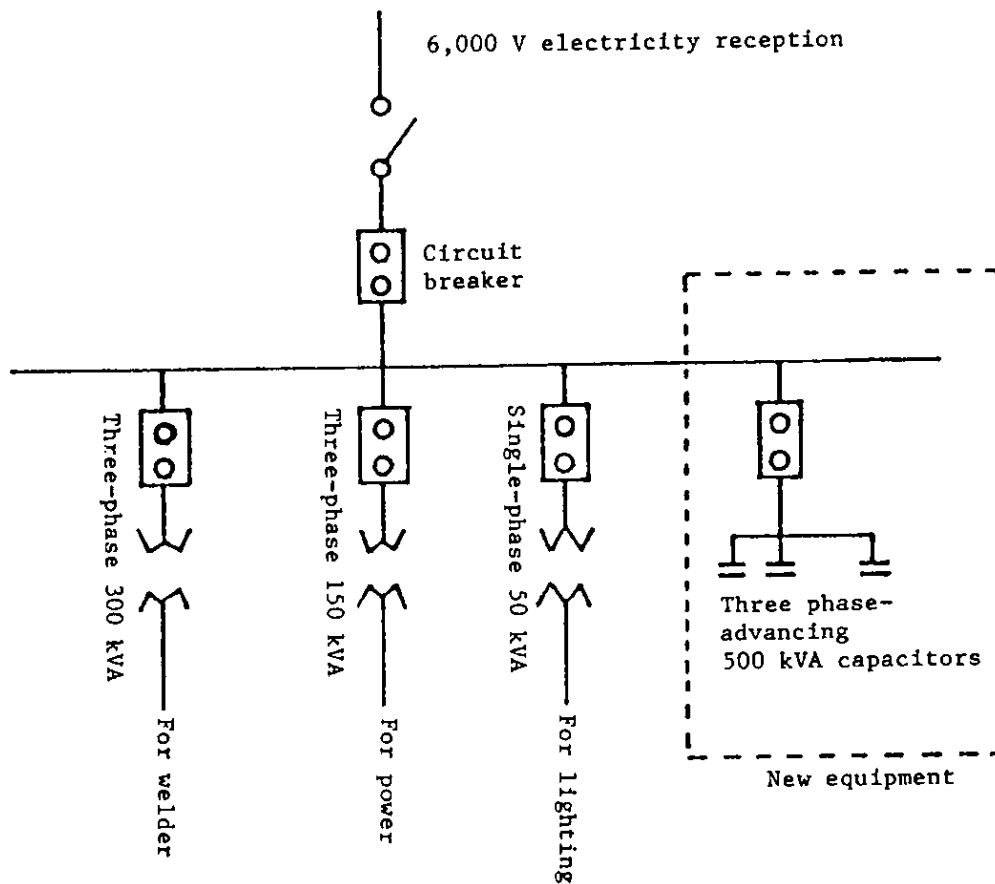 6,000 V electricity reception
Circuit
breaker
Three-phase 300 kVA
For welder
Three-phase 150 kVA
For power
Single-phase 50 kVA
For lighting
Three phase-
advancing
500 kVA capacitors
New equipment